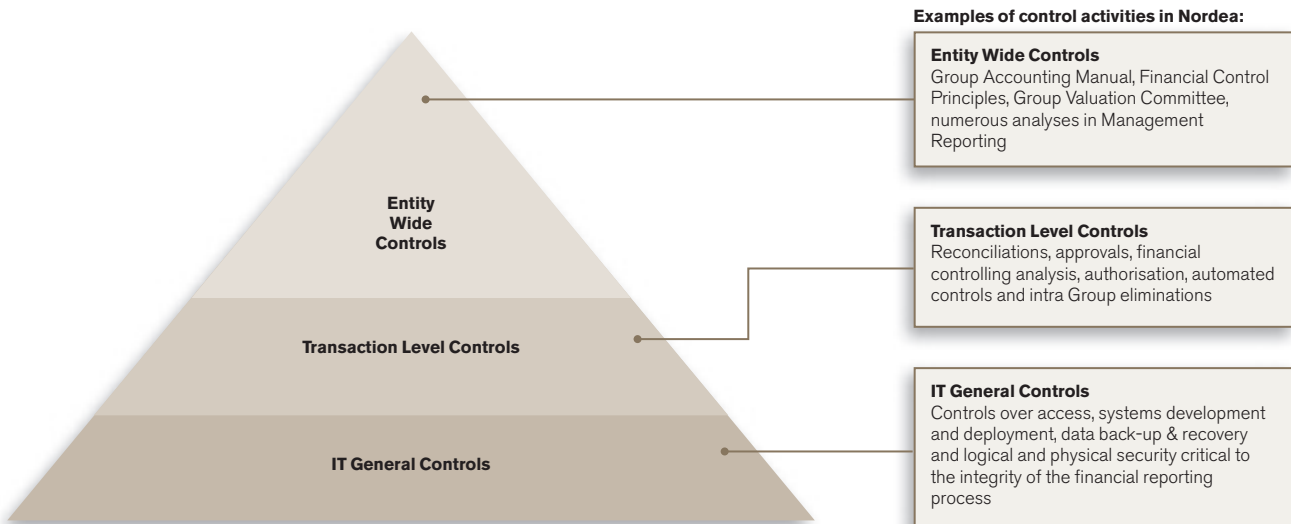 Examples of control activities in Nordea:
Entity Wide Controls
Group Accounting Manual, Financial Control
Principles, Group Valuation Committee,
numerous analyses in Management
Reporting
Entity
Wide
Controls
Transaction Level Controls
Reconciliations, approvals, financial
controlling analysis, authorisation, automated
controls and intra Group eliminations
Transaction Level Controls
IT General Controls
Controls over access, systems development
and deployment, data back-up & recovery
and logical and physical security critical to
the integrity of the financial reporting
process
IT General Controls